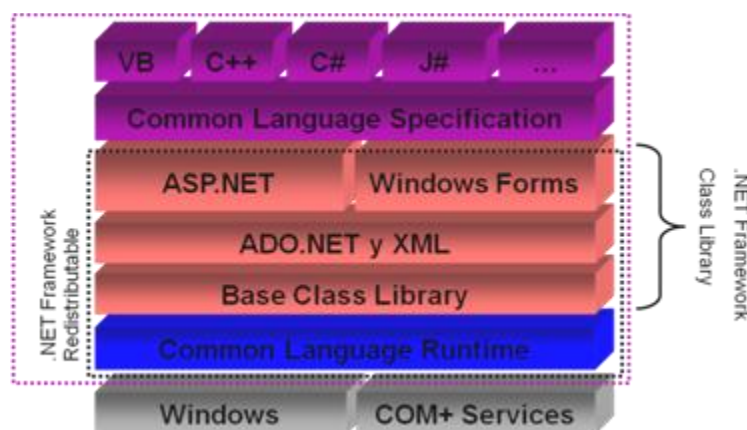 VB C++ C# J# ...
Common Language Specification
ASP.NET Windows Forms
ADO.NET y XML
Base Class Library
Common Language Runtime
Windows COM+ Services
.NET Framework
Redistributable
.NET Framework
Class Library